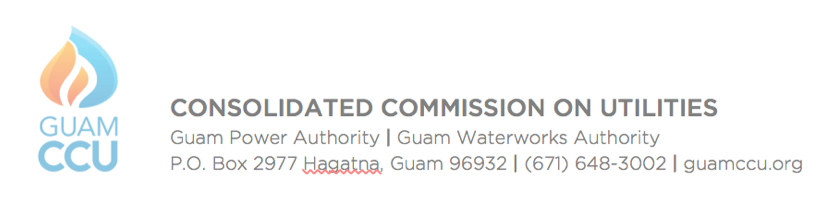 GUAM
CCU
CONSOLIDATED COMMISSION ON UTILITIES
Guam Power Authority | Guam Waterworks Authority
P.O. Box 2977 Hagatna, Guam 96932 | (671) 648-3002 | guamccu.org